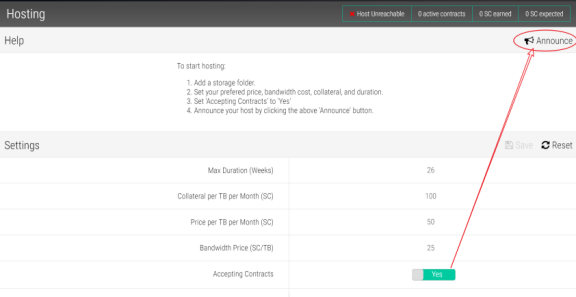 Hosting
Host Unreachable
0 active contracts
0 SC earned
0 SC expected
Help
Announce
To start hosting:
1. Add a storage folder.
2. Set your prefered price, bandwidth cost, collateral, and duration.
3. Set 'Accepting Contracts' to 'Yes'
4. Announce your host by clicking the above 'Announce' button.
Settings
Save
Reset
Max Duration (Weeks)
26
Collateral per TB per Month (SC)
100
Price per TB per Month (SC)
50
Bandwidth Price (SC/TB)
25
Accepting Contracts
Yes